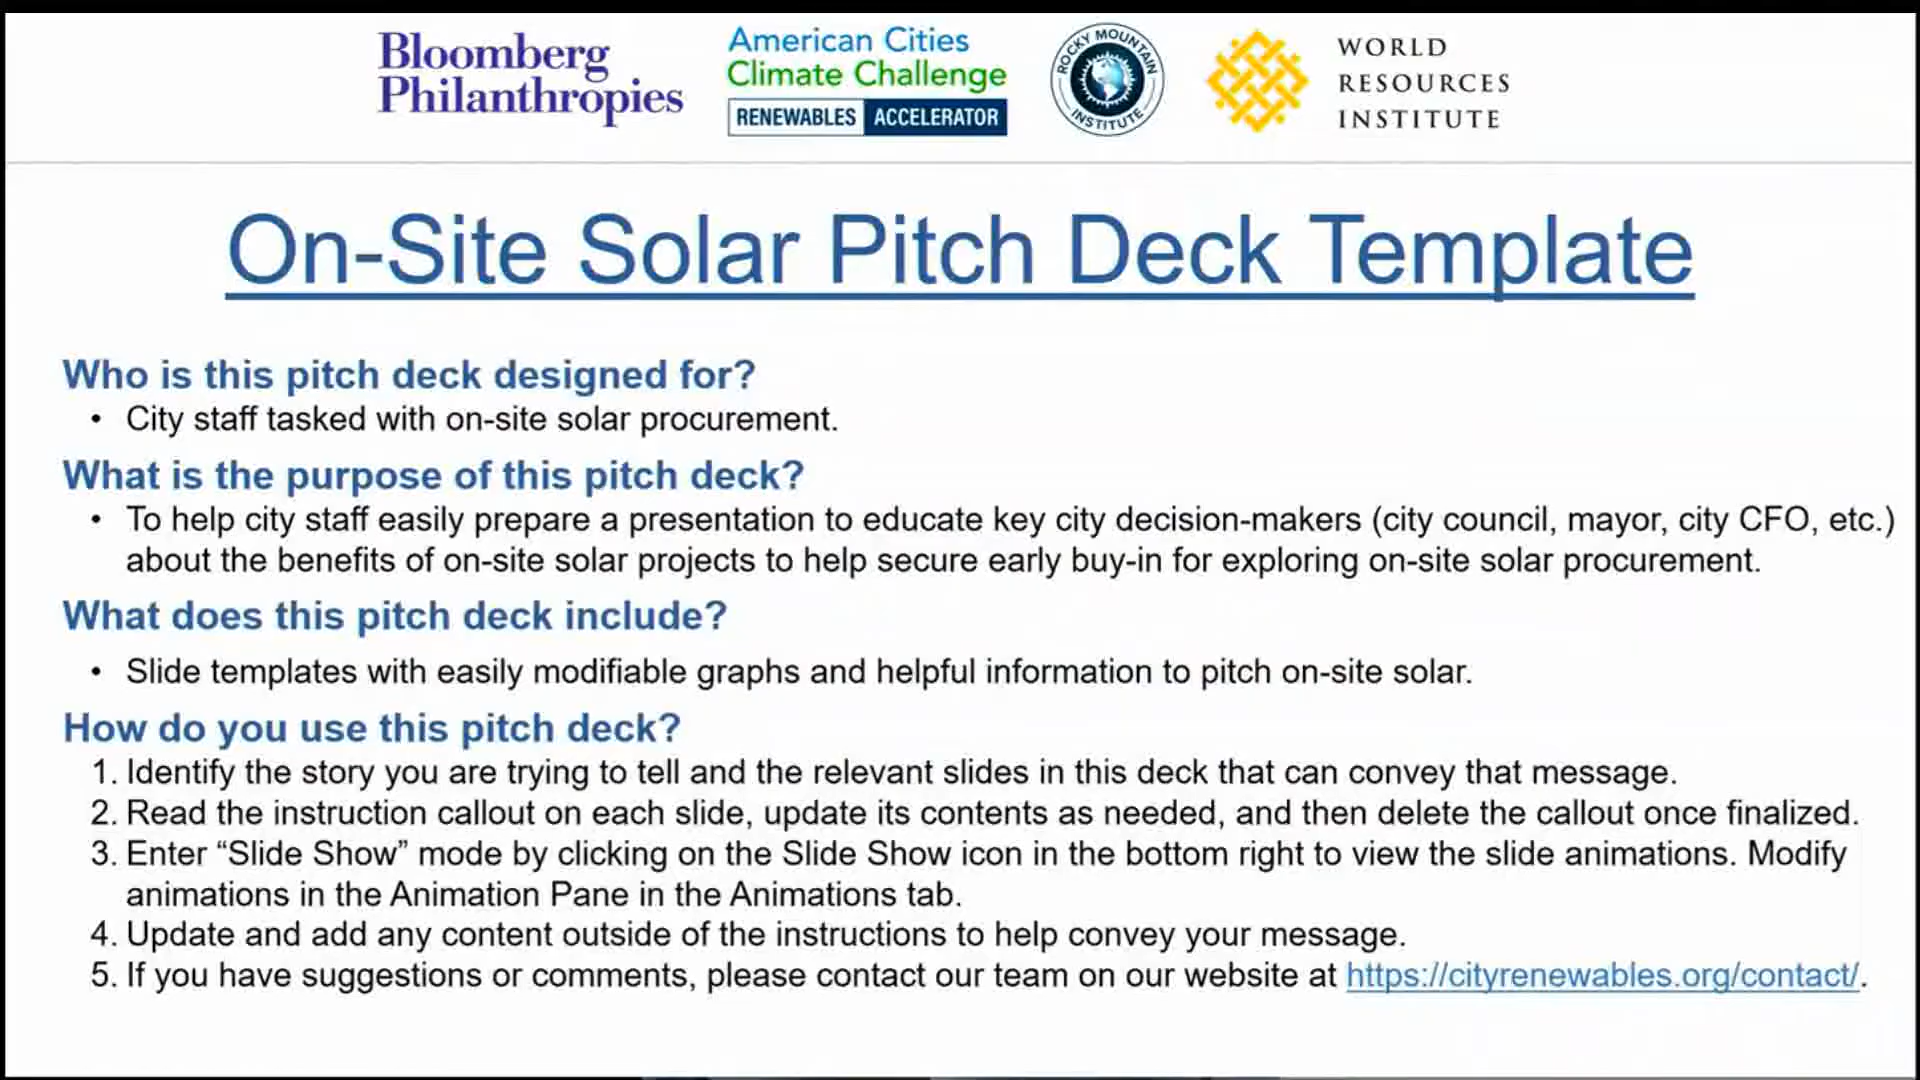 Bloomberg
Philanthropies
American Cities
Climate Challenge
RENEWABLES ACCELERATOR
ROCKY MOUNTAIN
INSTITUTE
WORLD
RESOURCES
INSTITUTE
On-Site Solar Pitch Deck Template
Who is this pitch deck designed for?
• City staff tasked with on-site solar procurement.
What is the purpose of this pitch deck?
• To help city staff easily prepare a presentation to educate key city decision-makers (city council, mayor, city CFO, etc.)
about the benefits of on-site solar projects to help secure early buy-in for exploring on-site solar procurement.
What does this pitch deck include?
• Slide templates with easily modifiable graphs and helpful information to pitch on-site solar.
How do you use this pitch deck?
1. Identify the story you are trying to tell and the relevant slides in this deck that can convey that message.
2. Read the instruction callout on each slide, update its contents as needed, and then delete the callout once finalized.
3. Enter “Slide Show” mode by clicking on the Slide Show icon in the bottom right to view the slide animations. Modify
animations in the Animation Pane in the Animations tab.
4. Update and add any content outside of the instructions to help convey your message.
5. If you have suggestions or comments, please contact our team on our website at https://cityrenewables.org/contact/.